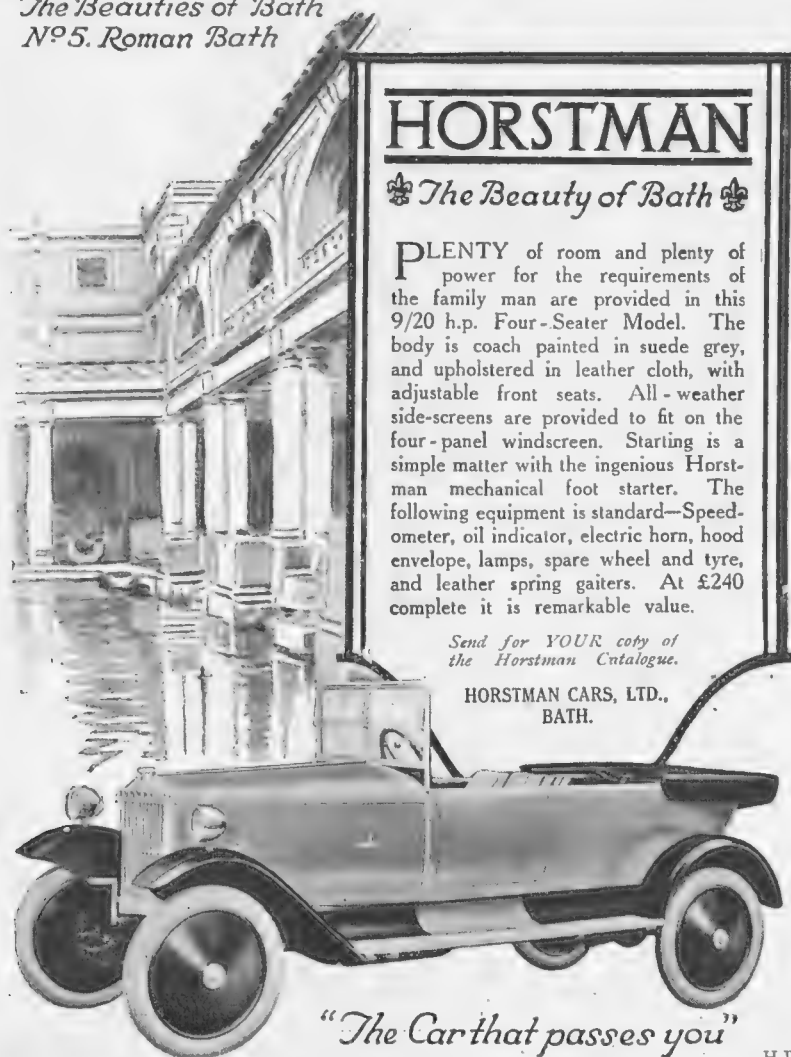 The Beauties of Bath
Nº5. Roman Bath
HORSTMAN
The Beauty of Bath
PLENTY of room and plenty of
power for the requirements of
the family man are provided in this
9/20 h.p. Four-Seater Model. The
body is coach painted in suede grey,
and upholstered in leather cloth, with
adjustable front seats. All-weather
side-screens are provided to fit on the
four-panel windscreen. Starting is a
simple matter with the ingenious Horst-
man mechanical foot starter. The
following equipment is standard—Speed-
ometer, oil indicator, electric horn, hood
envelope, lamps, spare wheel and tyre,
and leather spring gaiters. At £240
complete it is remarkable value.
Send for YOUR copy of
the Horstman Catalogue.
HORSTMAN CARS, LTD.,
BATH.
"The Car that passes you"